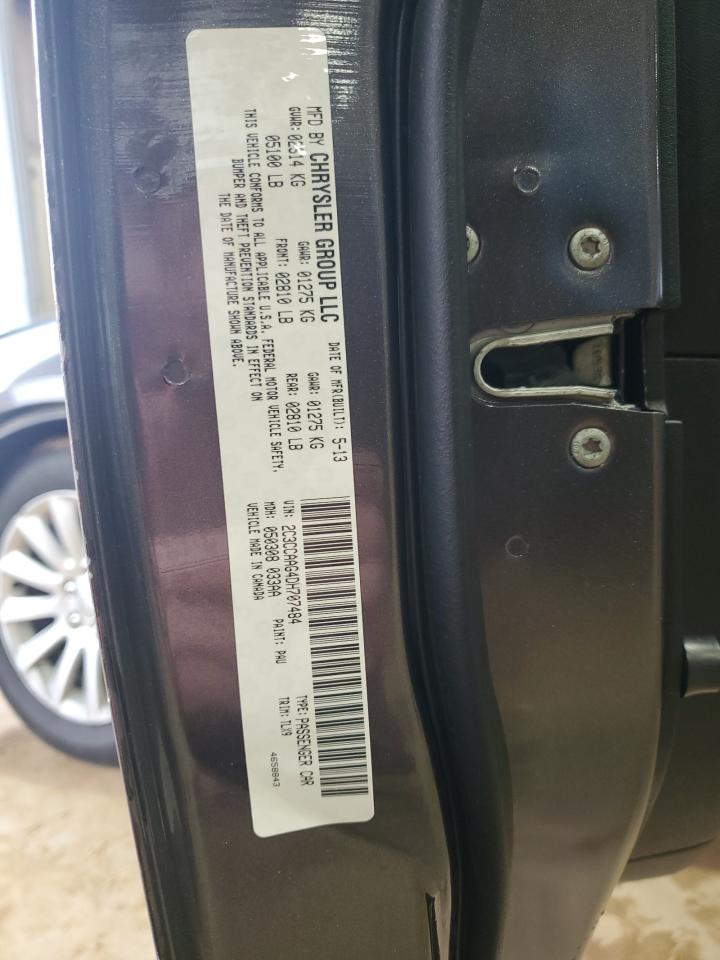 MFD BY CHRYSLER GROUP LLC DATE OF MFR(BUILT): 5-13
GVWR: 02314 KG GAWR: 01275 KG GAWR: 01275 KG
05100 LB FRONT: 02810 LB REAR: 02810 LB
THIS VEHICLE CONFORMS TO ALL APPLICABLE U.S.A. FEDERAL MOTOR VEHICLE SAFETY,
BUMPER AND THEFT PREVENTION STANDARDS IN EFFECT ON
THE DATE OF MANUFACTURE SHOWN ABOVE.
VIN: 2C3CCAAG4DH707484 TYPE: PASSENGER CAR
MDH: 050308 033AA PAINT: PAU TRIM: TLX9
VEHICLE MADE IN CANADA
4658843